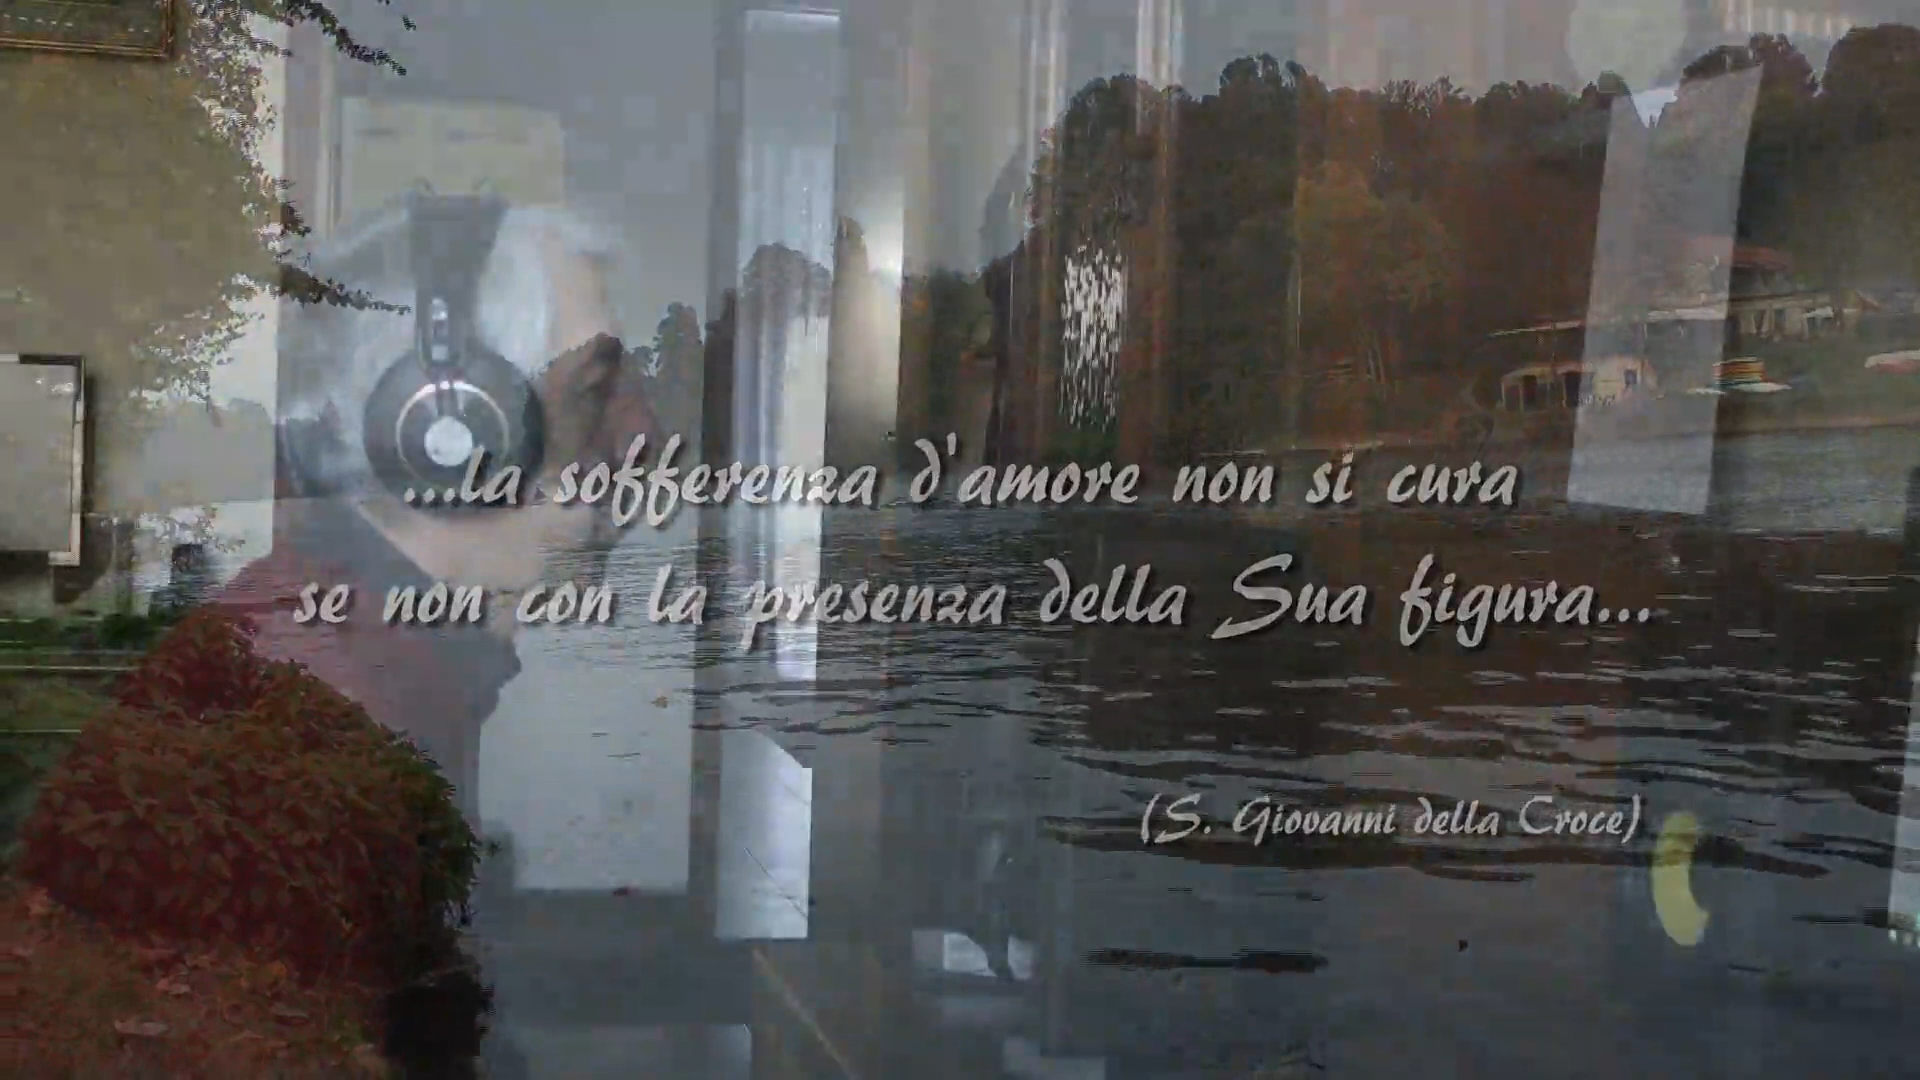 ...la sofferenza d'amore non si cura
se non con la presenza della Sua figura...
(S. Giovanni della Croce)